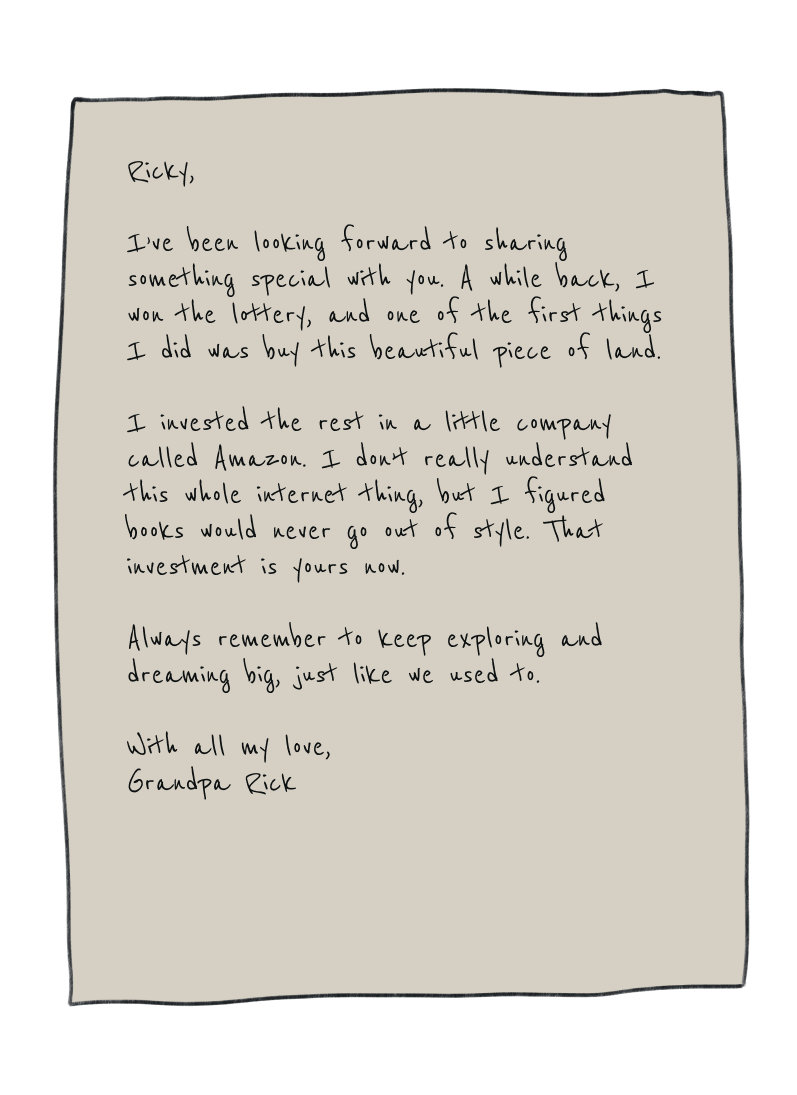 Ricky,
I've been looking forward to sharing
something special with you. A while back, I
won the lottery, and one of the first things
I did was buy this beautiful piece of land.
I invested the rest in a little company
called Amazon. I don't really understand
this whole internet thing, but I figured
books would never go out of style. That
investment is yours now.
Always remember to keep exploring and
dreaming big, just like we used to.
With all my love,
Grandpa Rick